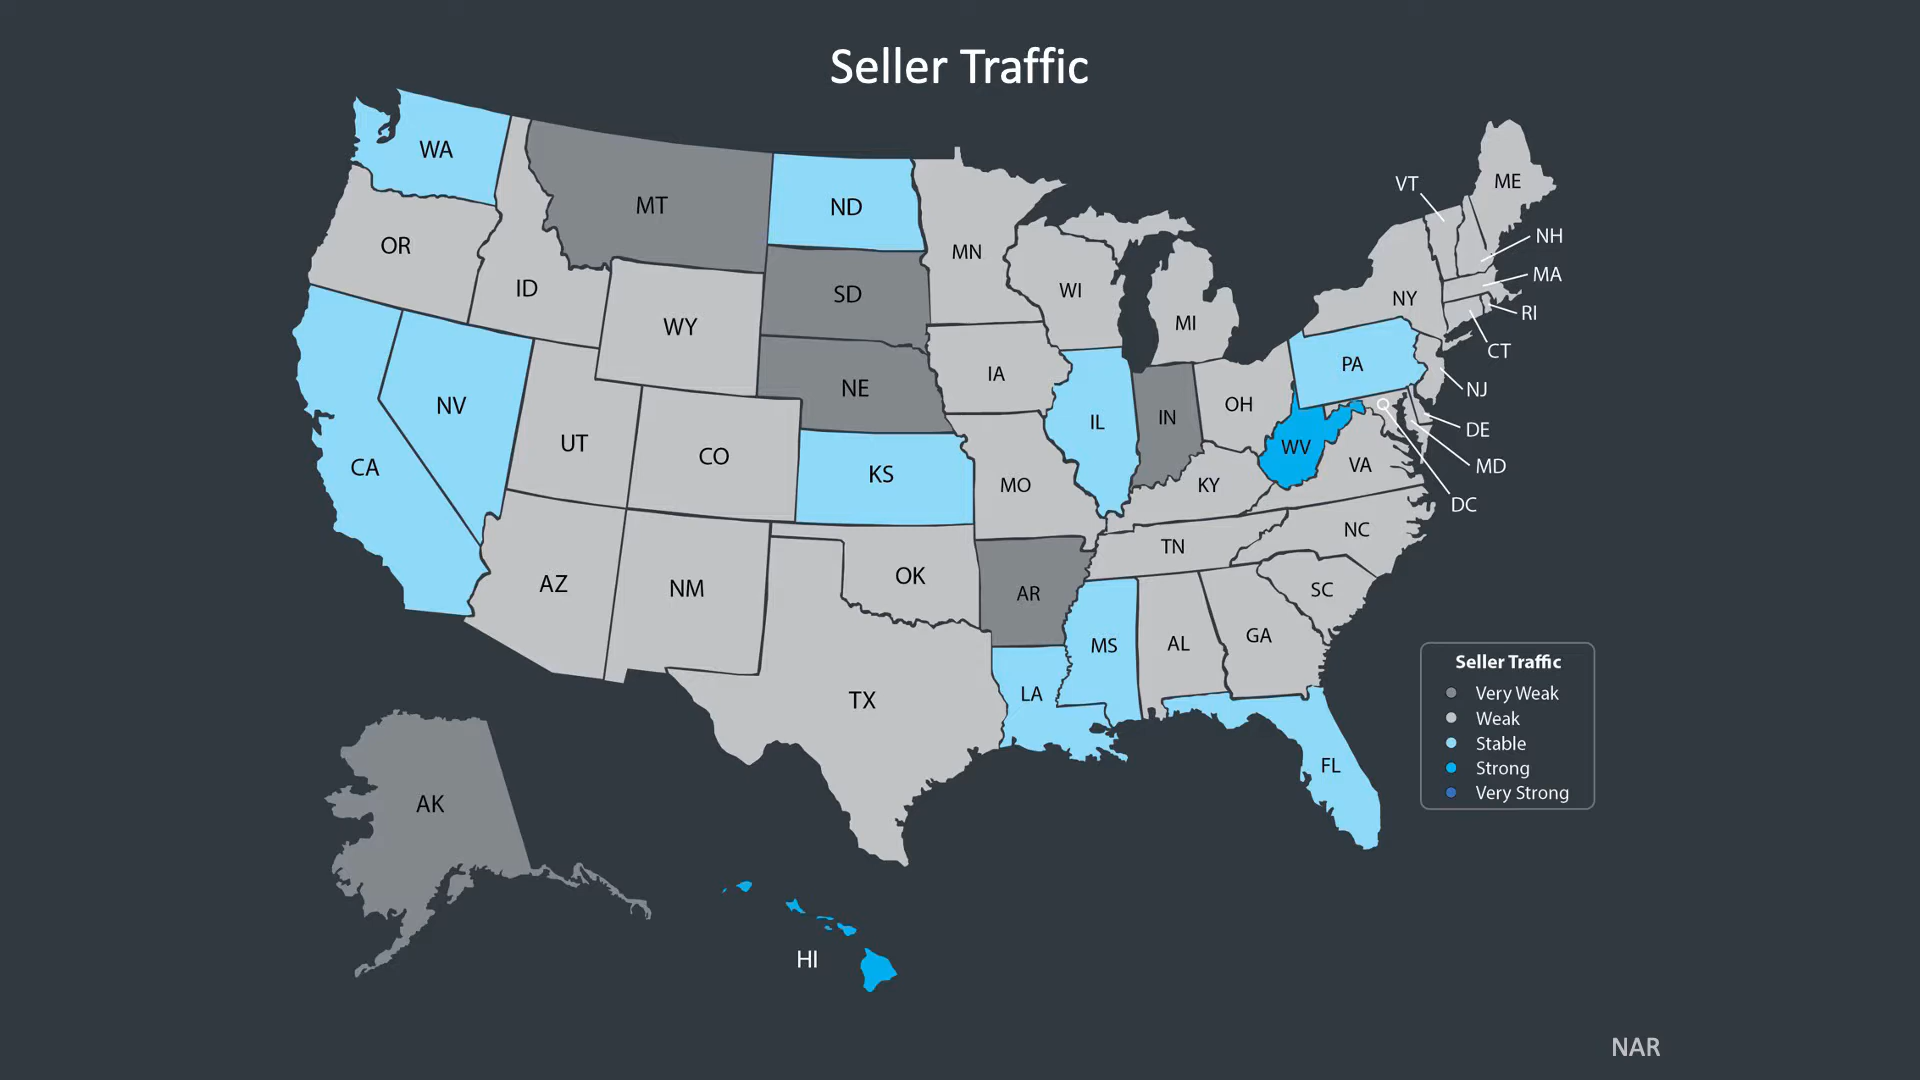 Seller Traffic
WA
MT
ND
MN
OR
ID
WY
SD
WI
MI
VT
ME
NH
MA
NY
RI
CT
NJ
PA
DE
MD
DC
NV
CA
UT
CO
NE
KS
IA
IL
IN
OH
WV
VA
MO
KY
NC
TN
SC
AZ
NM
OK
AR
MS
AL
GA
TX
LA
FL
AK
HI
Seller Traffic
Very Weak
Weak
Stable
Strong
Very Strong
NAR